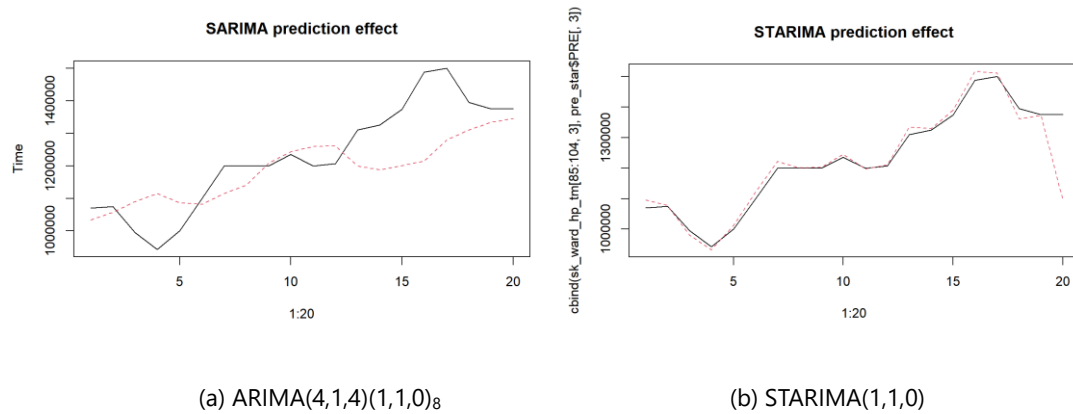 SARIMA prediction effect
Time
1000000
1200000
1400000
5
10
15
20
1:20
(a) ARIMA(4,1,4)(1,1,0)₈
STARIMA prediction effect
cbind(sk_ward_hp_tm[85:104, 3], pre_star$PRE[, 3])
1000000
1300000
5
10
15
20
1:20
(b) STARIMA(1,1,0)